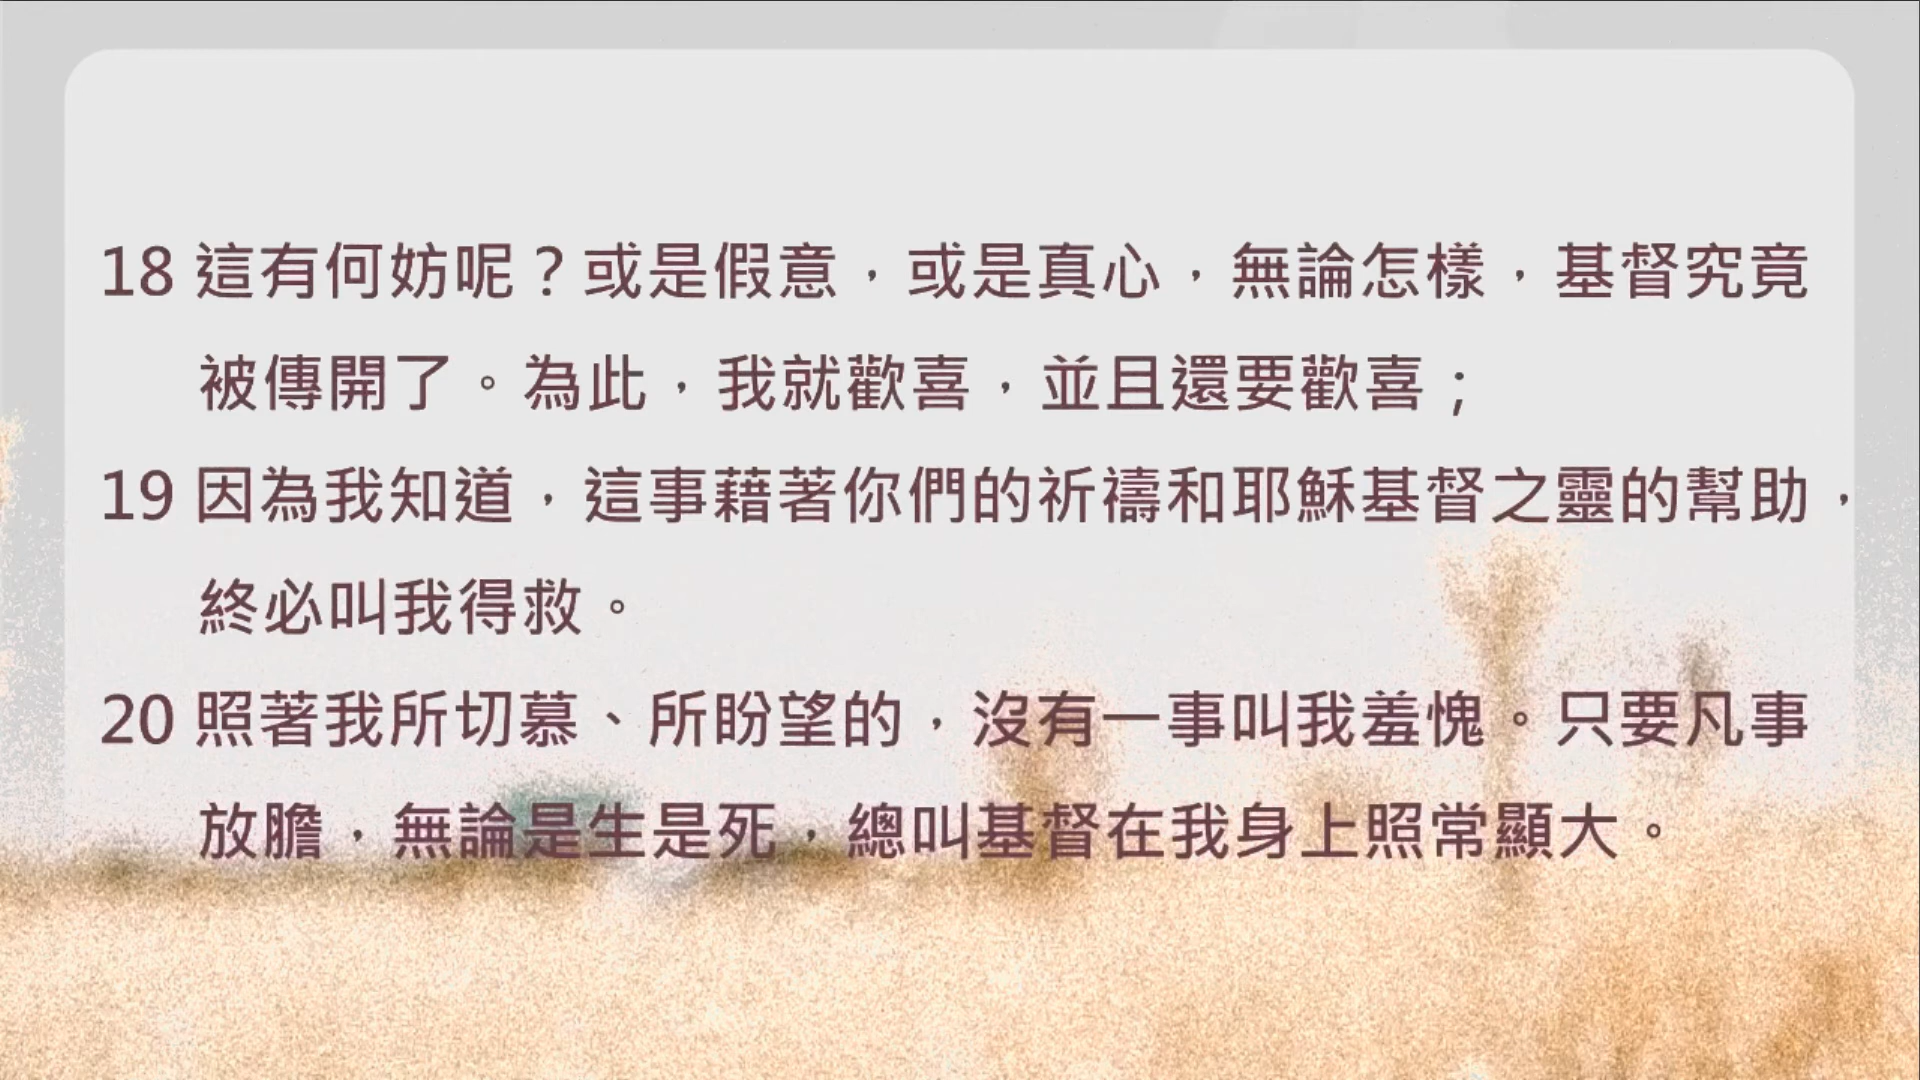 18 這有何妨呢？或是假意，或是真心，無論怎樣，基督究竟
被傳開了。為此，我就歡喜，並且還要歡喜；
19 因為我知道，這事藉著你們的祈禱和耶穌基督之靈的幫助，
終必叫我得救。
20 照著我所切慕、所盼望的，沒有一事叫我羞愧。只要凡事
放膽，無論是生是死，總叫基督在我身上照常顯大。